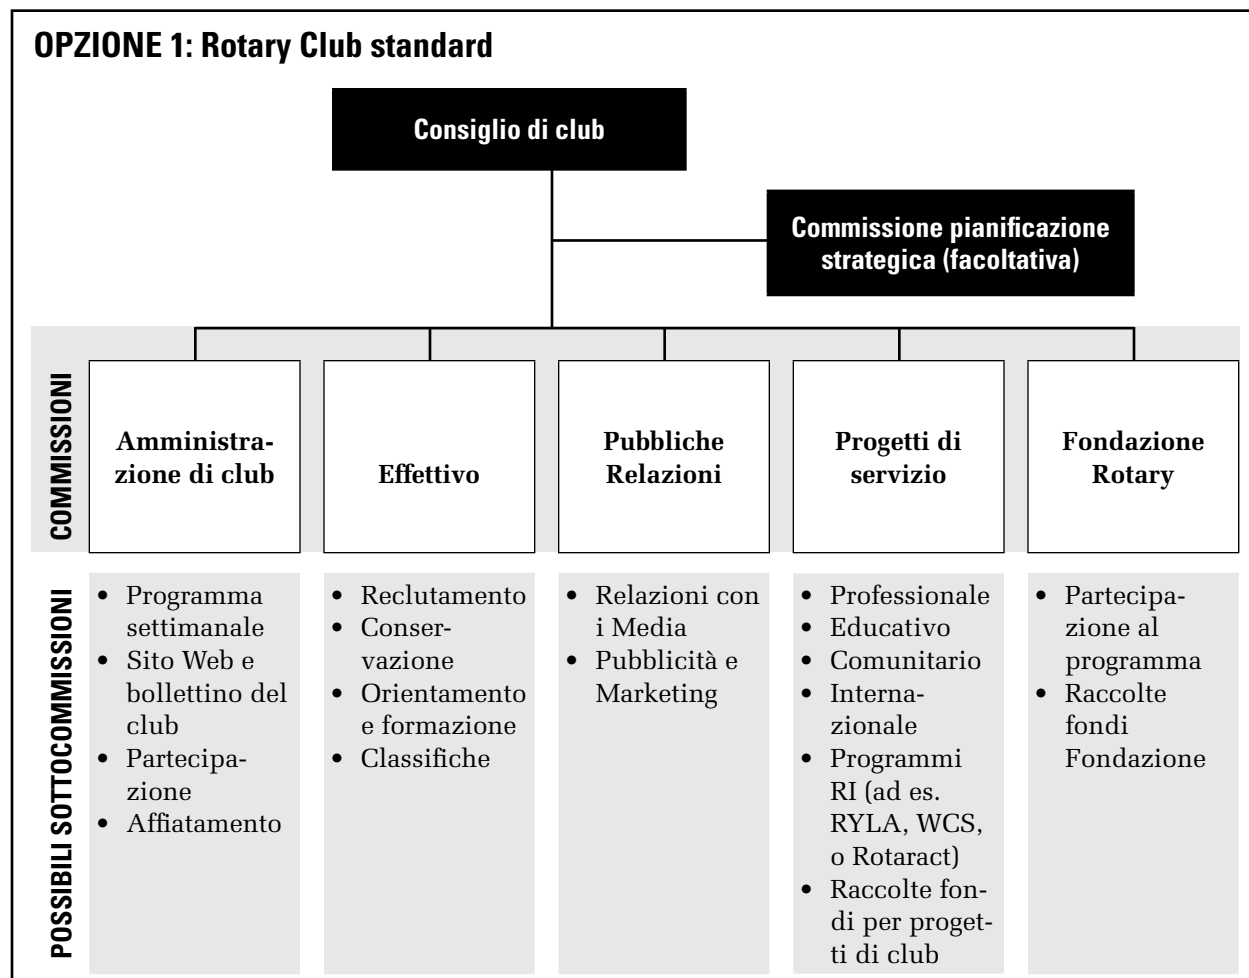 OPZIONE 1: Rotary Club standard
Consiglio di club
Commissione pianificazione
strategica (facoltativa)
COMMISSIONI
Amministra-
zione di club
Effettivo
Pubbliche
Relazioni
Progetti di
servizio
Fondazione
Rotary
POSSIBILI SOTTOCOMMISSIONI
• Programma
settimanale
• Sito Web e
bollettino del
club
• Partecipa-
zione
• Affiatamento
• Reclutamento
• Conser-
vazione
• Orientamento
e formazione
• Classifiche
• Relazioni con
i Media
• Pubblicità e
Marketing
• Professionale
• Educativo
• Comunitario
• Interna-
zionale
• Programmi
RI (ad es.
RYLA, WCS,
o Rotaract)
• Raccolte fon-
di per proget-
ti di club
• Partecipa-
zione al
programma
• Raccolte
fondi
Fondazione